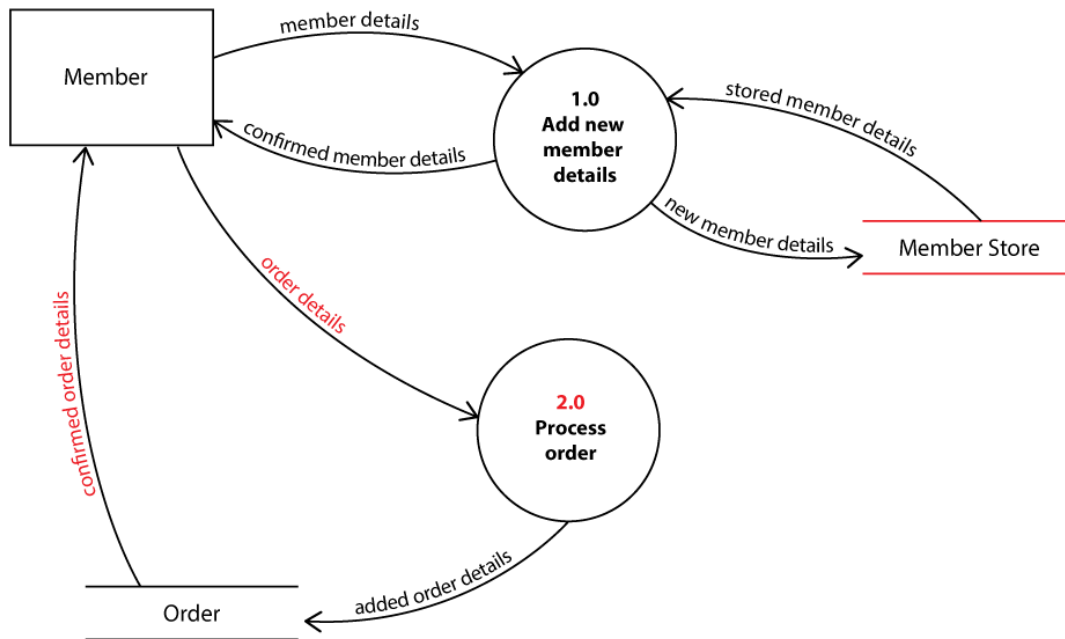 member details
Member
confirmed member details
1.0
Add new
member
details
stored member details
new member details
Member Store
order details
confirmed order details
2.0
Process
order
added order details
Order